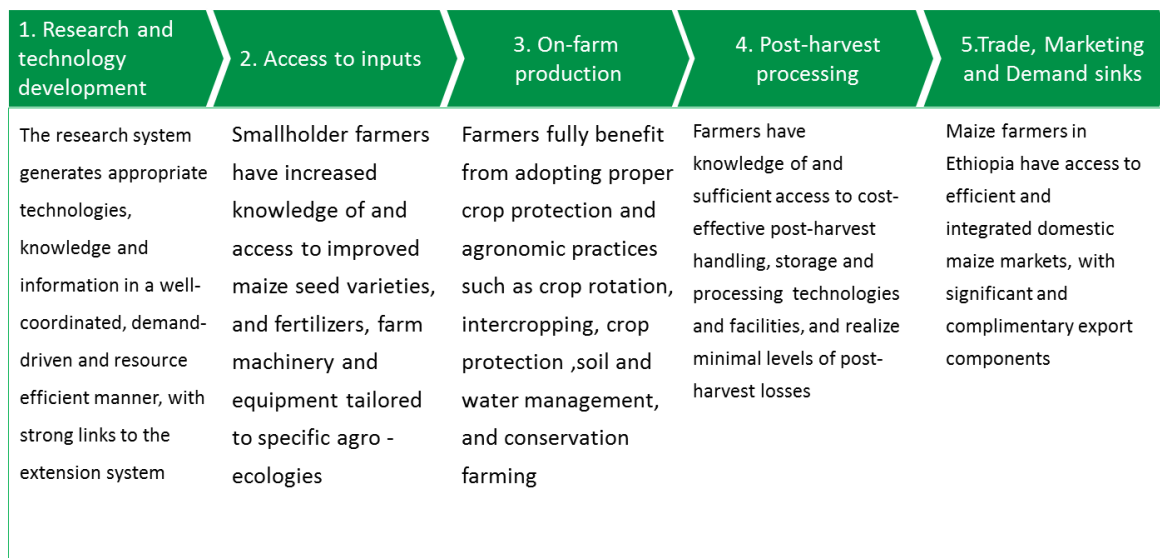 1. Research and
technology
development
2. Access to inputs
3. On-farm
production
4. Post-harvest
processing
5.Trade, Marketing
and Demand sinks
The research system
generates appropriate
technologies,
knowledge and
information in a well-
coordinated, demand-
driven and resource
efficient manner, with
strong links to the
extension system
Smallholder farmers
have increased
knowledge of and
access to improved
maize seed varieties,
and fertilizers, farm
machinery and
equipment tailored
to specific agro -
ecologies
Farmers fully benefit
from adopting proper
crop protection and
agronomic practices
such as crop rotation,
intercropping, crop
protection ,soil and
water management,
and conservation
farming
Farmers have
knowledge of and
sufficient access to cost-
effective post-harvest
handling, storage and
processing technologies
and facilities, and realize
minimal levels of post-
harvest losses
Maize farmers in
Ethiopia have access to
efficient and
integrated domestic
maize markets, with
significant and
complimentary export
components